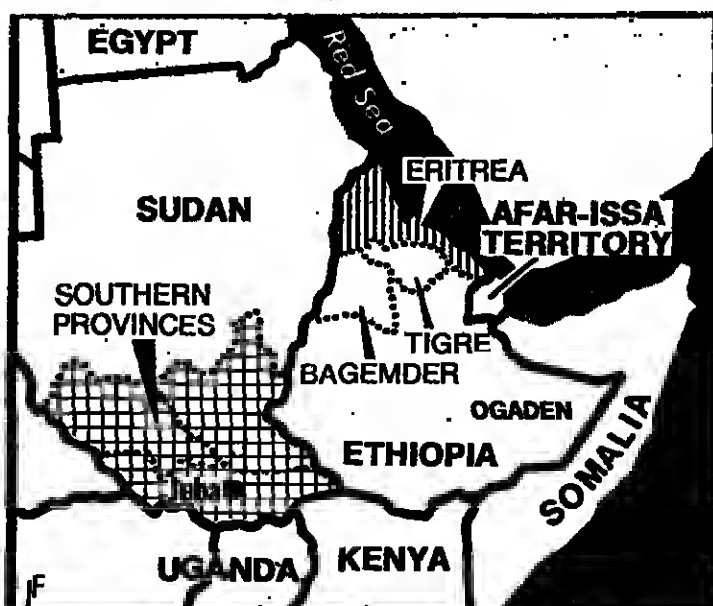 EGYPT
Red Sea
ERITREA
SUDAN
AFAR-ISSA
TERRITORY
SOUTHERN
PROVINCES
TIGRE
BAGEMDER
OGADEN
ETHIOPIA
SOMALIA
Juba
UGANDA
KENYA